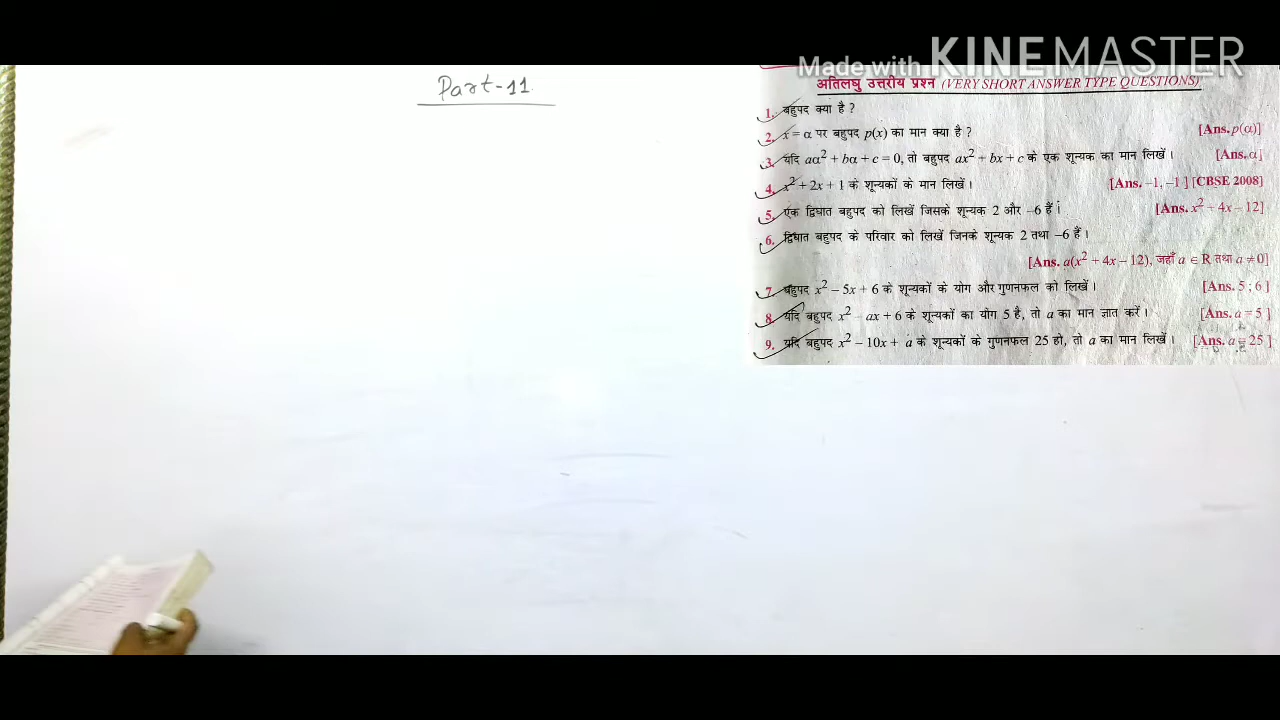 Made with KINEMASTER
Part-11
अतिलघु उत्तरीय प्रश्न (VERY SHORT ANSWER TYPE QUESTIONS)
1. बहुपद क्या है ?
2. x = α पर बहुपद p(x) का मान क्या है ? [Ans. p(α)]
3. यदि aα² + bα + c = 0, तो बहुपद ax² + bx + c के एक शून्यक का मान लिखें। [Ans. α]
4. x² + 2x + 1 के शून्यकों के मान लिखें। [Ans. –1, –1 ] [CBSE 2008]
5. एक द्विघात बहुपद को लिखें जिसके शून्यक 2 और –6 हैं। [Ans. x² + 4x – 12]
6. द्विघात बहुपद के परिवार को लिखें जिनके शून्यक 2 तथा –6 हैं।
[Ans. a(x² + 4x – 12), जहाँ a ∈ R तथा a ≠ 0]
7. बहुपद x² – 5x + 6 के शून्यकों के योग और गुणनफल को लिखें। [Ans. 5 ; 6 ]
8. यदि बहुपद x² – ax + 6 के शून्यकों का योग 5 है, तो a का मान ज्ञात करें। [Ans. a = 5 ]
9. यदि बहुपद x² – 10x + a के शून्यकों के गुणनफल 25 हो, तो a का मान लिखें। [Ans. a = 25 ]